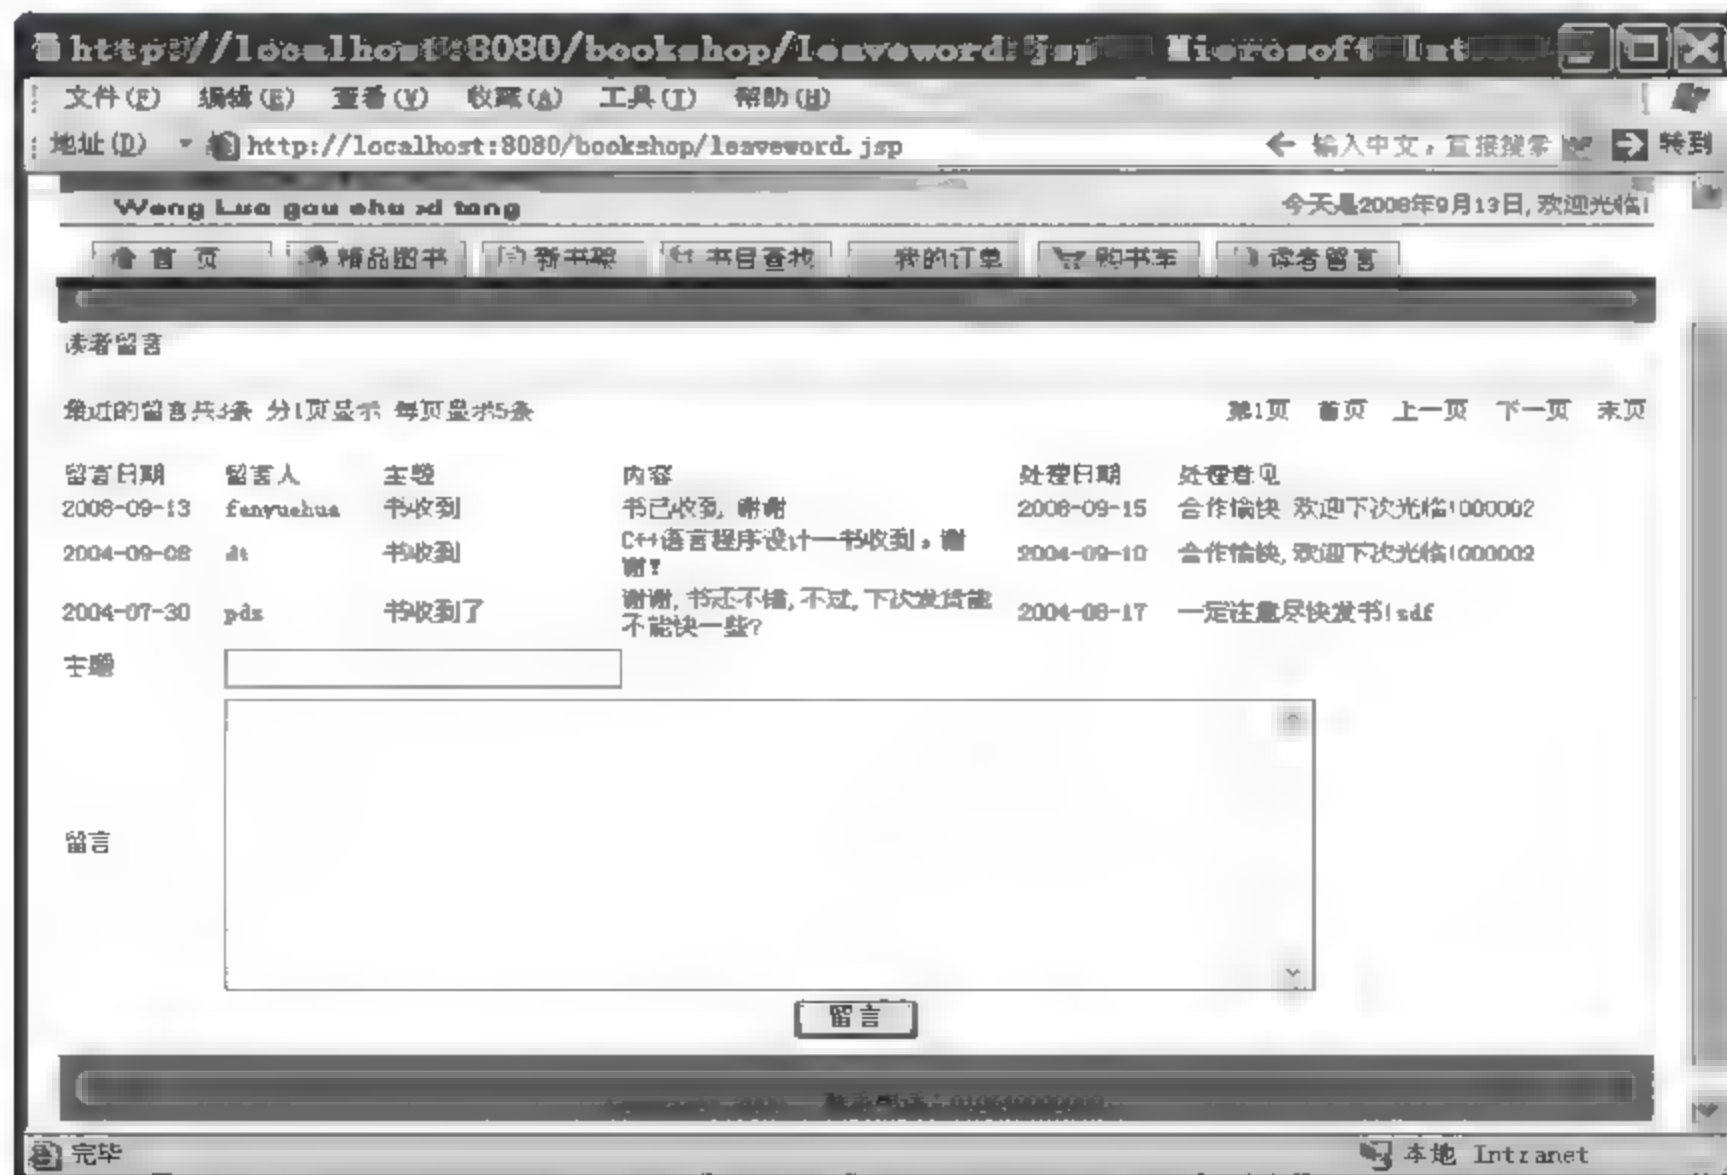 http://localhost:8080/bookshop/leaveword.jsp Microsoft Int
文件(F) 编辑(E) 查看(V) 收藏(A) 工具(T) 帮助(H)
地址(D) http://localhost:8080/bookshop/leaveword.jsp 输入中文，直接搜索 转到
Wang Luo gou shu xi tong 今天是2008年9月13日,欢迎光临!
首 页 精品图书 新书架 书目查找 我的订单 购书车 读者留言
读者留言
最近的留言共3条 分1页显示 每页显示5条 第1页 首页 上一页 下一页 末页
留言日期 留言人 主题 内容 处理日期 处理意见
2008-09-13 fanyuehua 书收到 书已收到, 谢谢 2008-09-15 合作愉快 欢迎下次光临!000002
2004-09-08 dt 书收到 C++语言程序设计一书收到，谢
谢! 2004-09-10 合作愉快,欢迎下次光临!000002
2004-07-30 pdx 书收到了 谢谢,书还不错,不过,下次发货能
不能快一些? 2004-08-17 一定注意尽快发书!sdf
主题
留言
留言
联系电话:
完毕 本地 Intranet